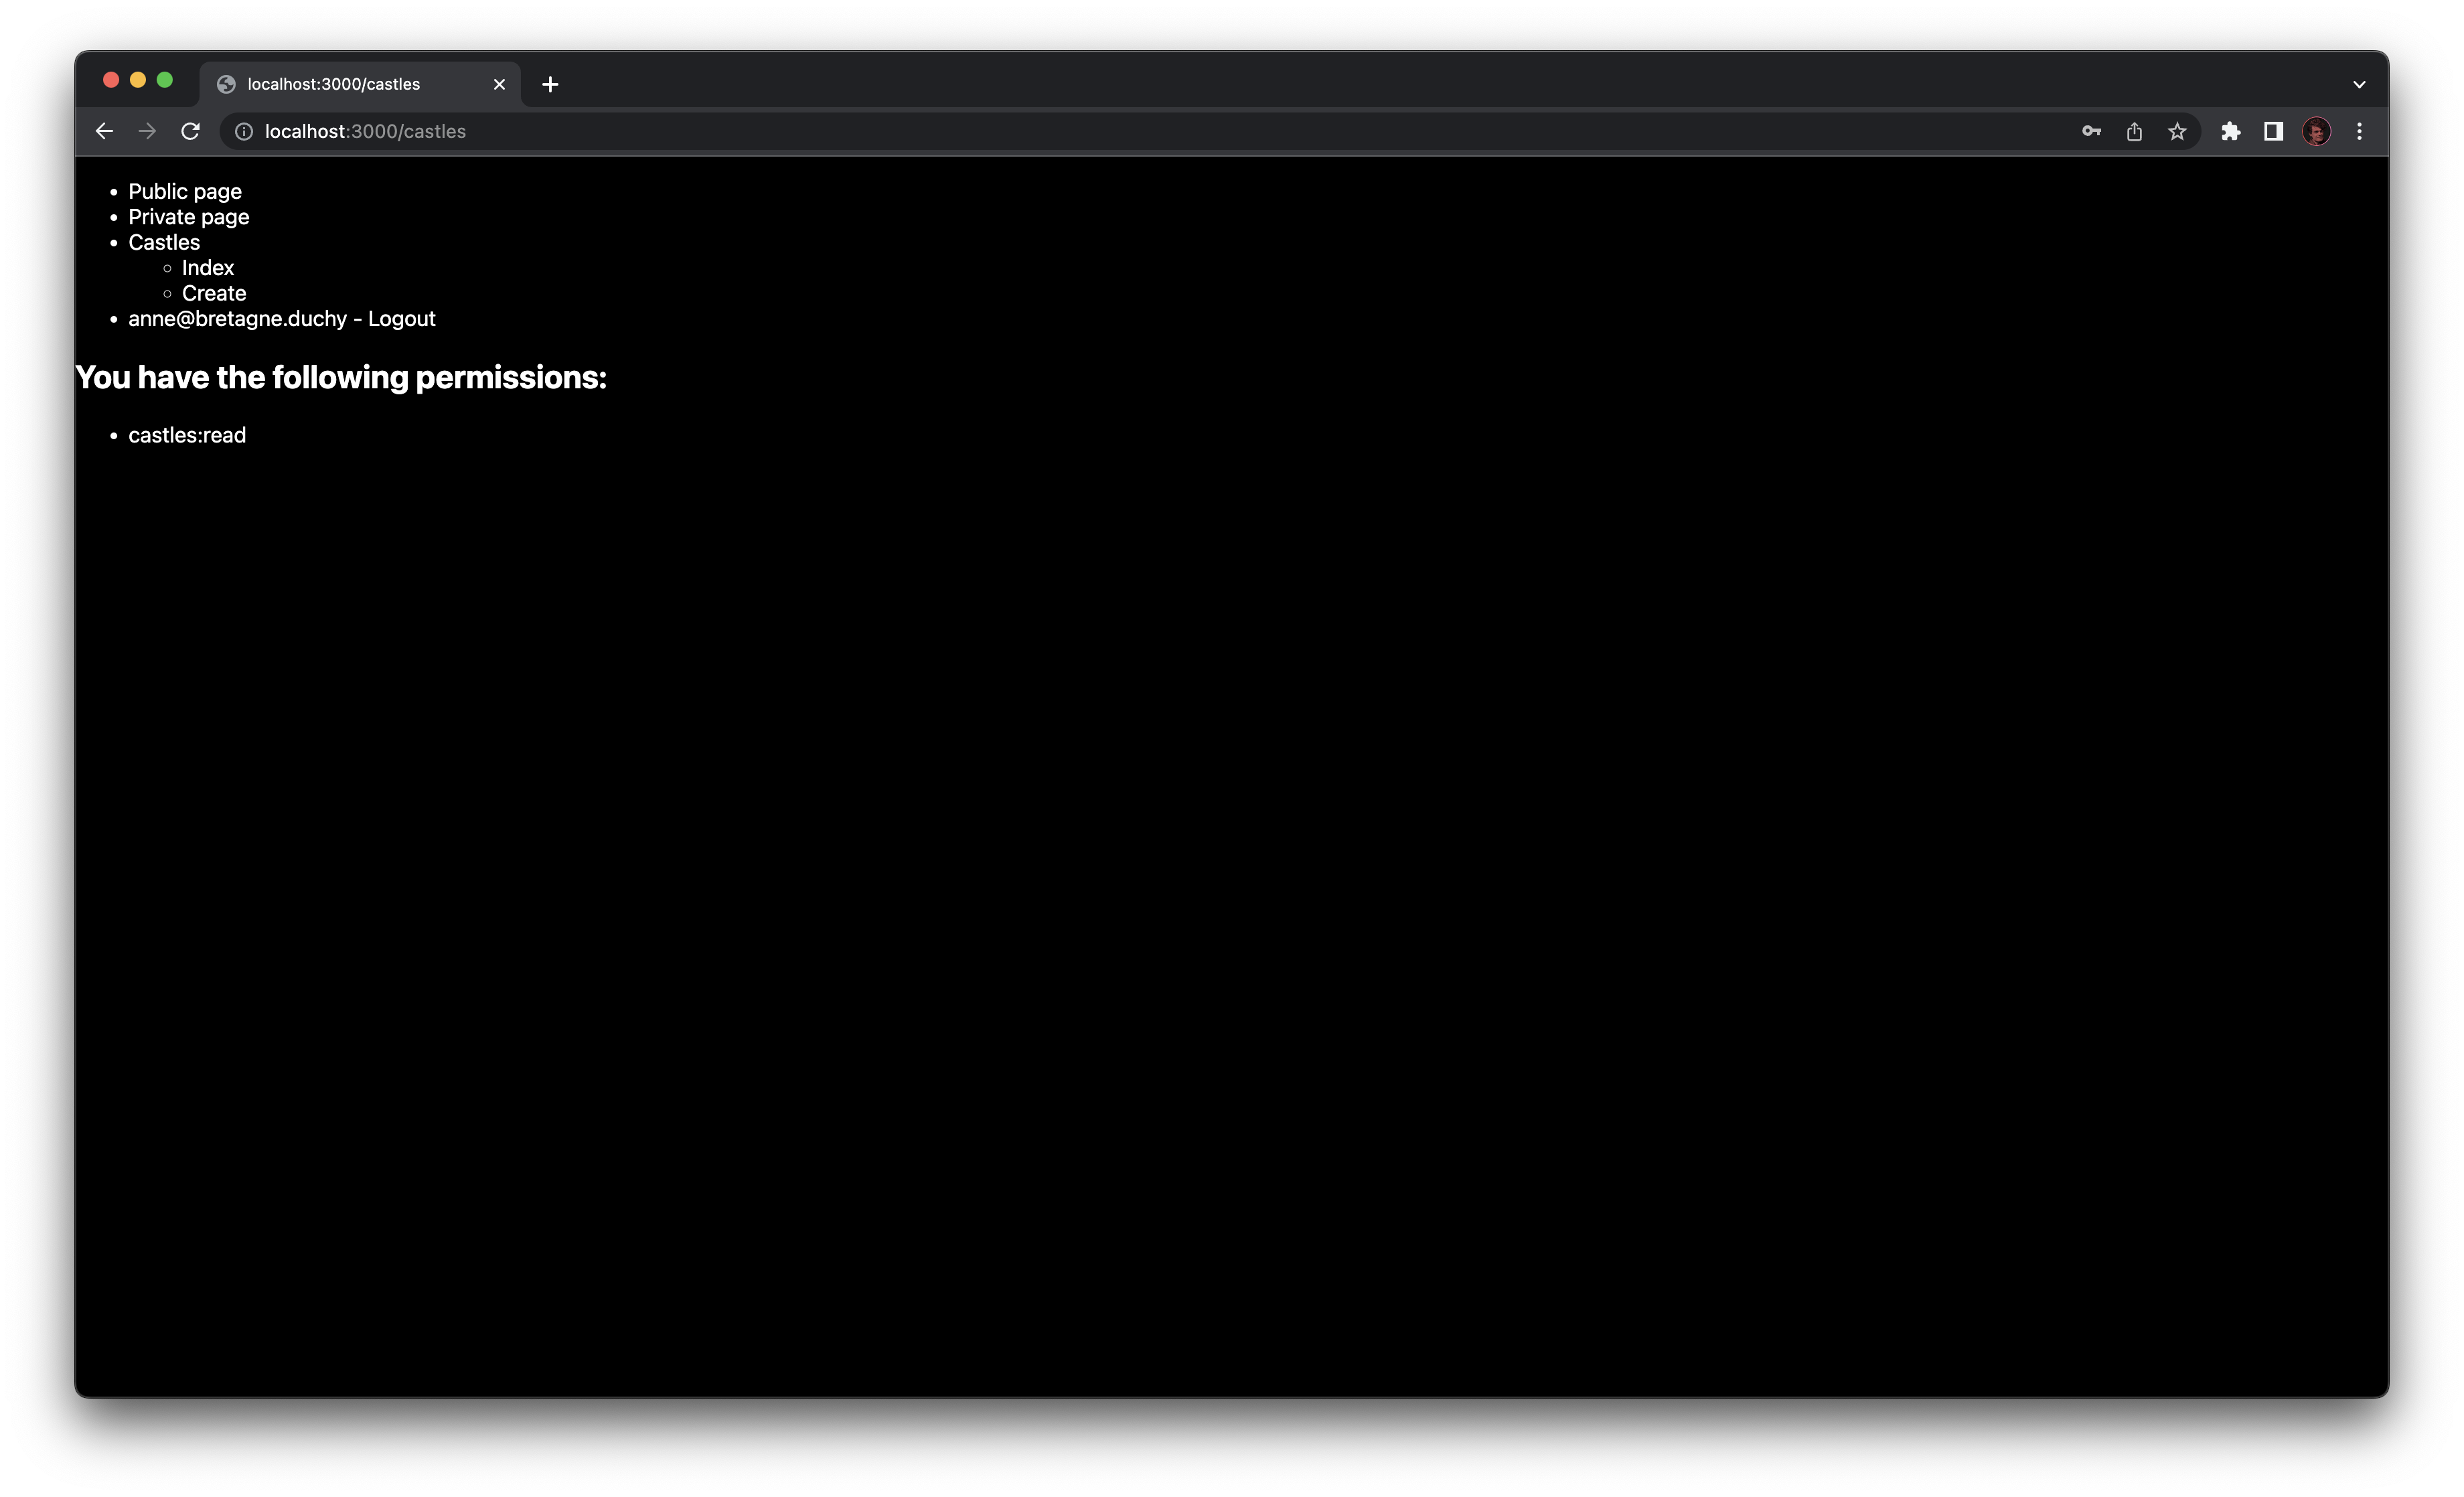 localhost:3000/castles
localhost:3000/castles
Public page
Private page
Castles
Index
Create
anne@bretagne.duchy - Logout
You have the following permissions:
castles:read